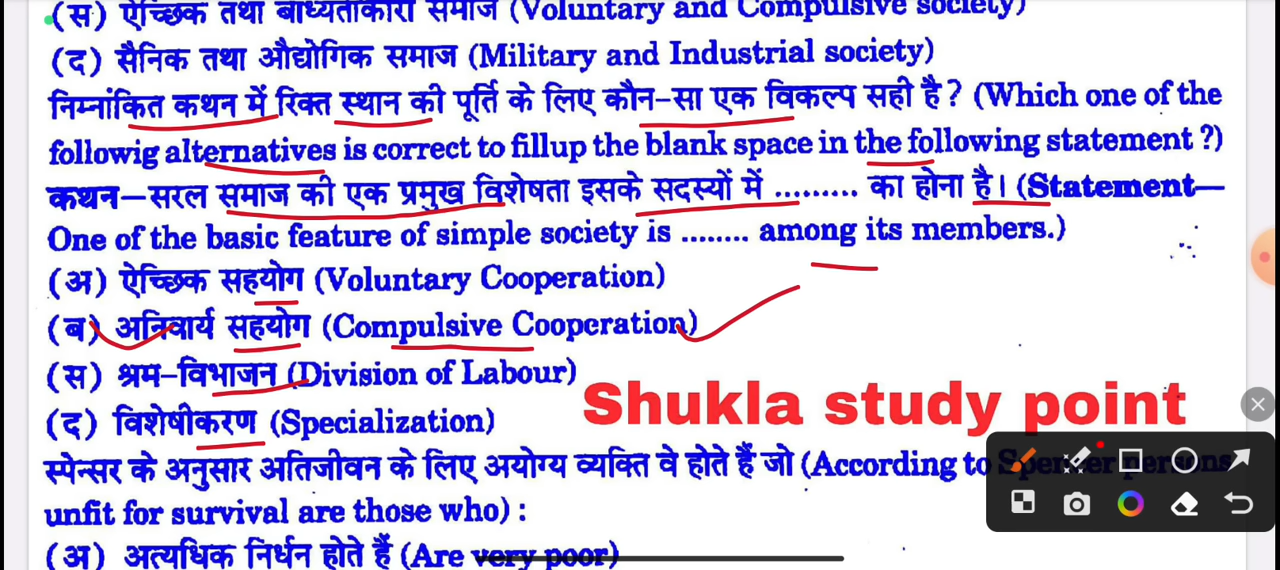 (स) ऐच्छिक तथा बाध्यताकारी समाज (Voluntary and Compulsive society)
(द) सैनिक तथा औद्योगिक समाज (Military and Industrial society)
निम्नांकित कथन में रिक्त स्थान की पूर्ति के लिए कौन-सा एक विकल्प सही है? (Which one of the
followig alternatives is correct to fillup the blank space in the following statement ?)
कथन—सरल समाज की एक प्रमुख विशेषता इसके सदस्यों में ......... का होना है। (Statement—
One of the basic feature of simple society is ........ among its members.)
(अ) ऐच्छिक सहयोग (Voluntary Cooperation)
(ब) अनिवार्य सहयोग (Compulsive Cooperation)
(स) श्रम-विभाजन (Division of Labour)
(द) विशेषीकरण (Specialization)
Shukla study point
स्पेन्सर के अनुसार अतिजीवन के लिए अयोग्य व्यक्ति वे होते हैं जो (According to Spencer persons
unfit for survival are those who) :
(अ) अत्यधिक निर्धन होते हैं (Are very poor)